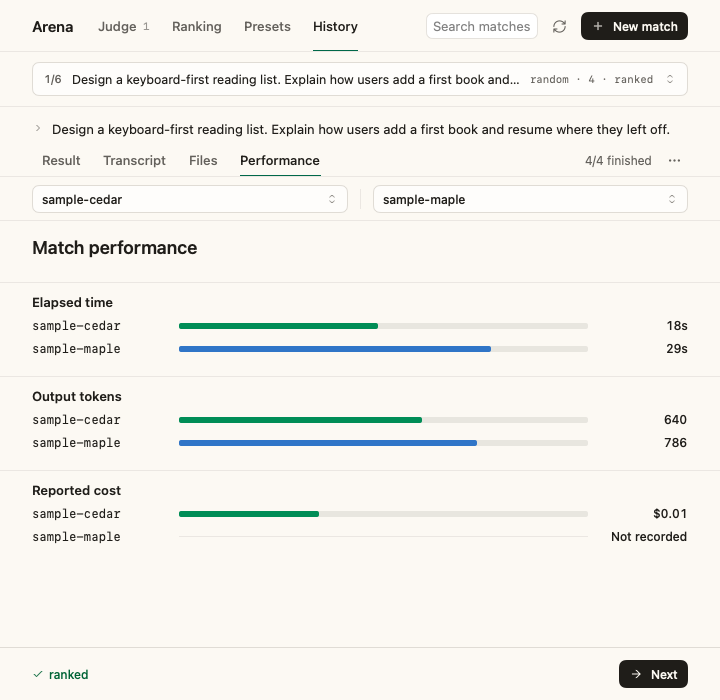 Arena Judge 1 Ranking Presets History Search matches New match
1/6 Design a keyboard-first reading list. Explain how users add a first book and... random · 4 · ranked
Design a keyboard-first reading list. Explain how users add a first book and resume where they left off.
Result Transcript Files Performance 4/4 finished ...
sample-cedar sample-maple
Match performance
Elapsed time
sample-cedar 18s
sample-maple 29s
Output tokens
sample-cedar 640
sample-maple 786
Reported cost
sample-cedar $0.01
sample-maple Not recorded
ranked Next